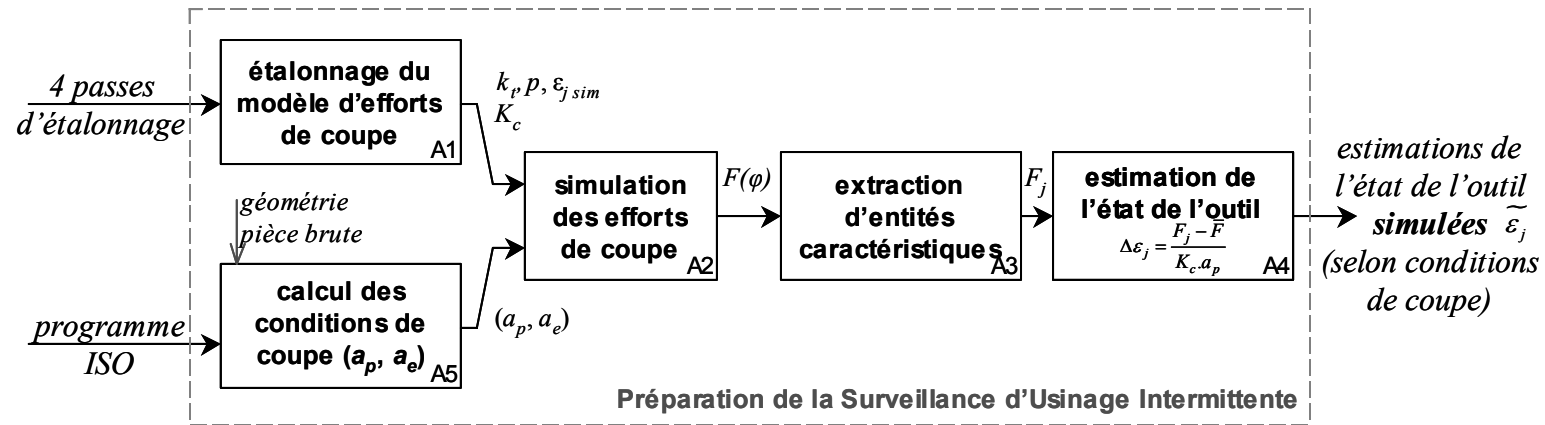 4 passes
d’étalonnage
étalonnage du
modèle d’efforts
de coupe
A1
k_t, p, ε_{j sim}
K_c
géométrie
pièce brute
programme
ISO
calcul des
conditions de
coupe (a_p, a_e)
A5
(a_p, a_e)
simulation
des efforts
de coupe
A2
F(φ)
extraction
d’entités
caractéristiques
A3
F_j
estimation de
l’état de l’outil
Δε_j = (F_j – F̅) / (K_c.a_p)
A4
estimations de
l’état de l’outil
simulées ε̃_j
(selon conditions
de coupe)
Préparation de la Surveillance d’Usinage Intermittente